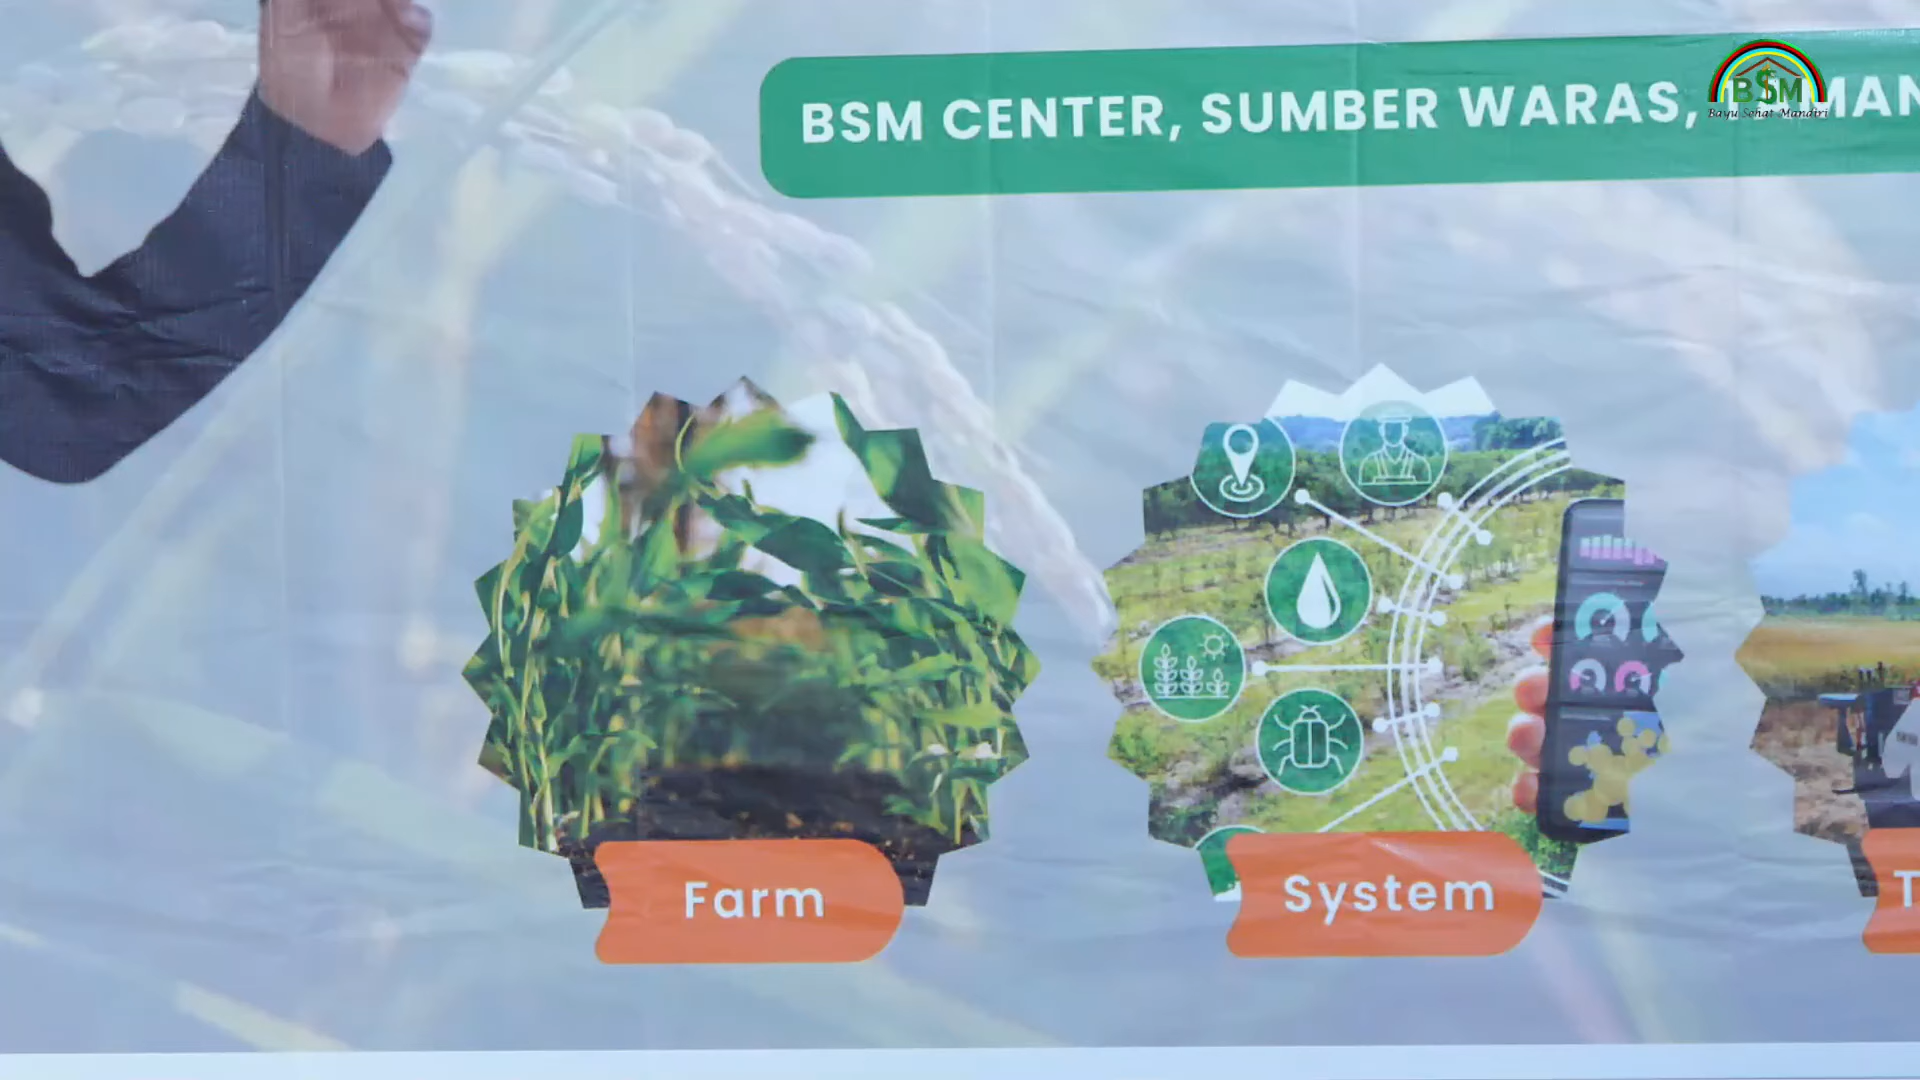 BSM CENTER, SUMBER WARAS,
BSM
Bayu Sehat Mandiri
Farm
System